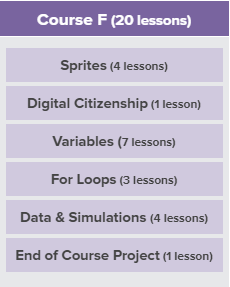 Course F (20 lessons)
Sprites (4 lessons)
Digital Citizenship (1 lesson)
Variables (7 lessons)
For Loops (3 lessons)
Data & Simulations (4 lessons)
End of Course Project (1 lesson)